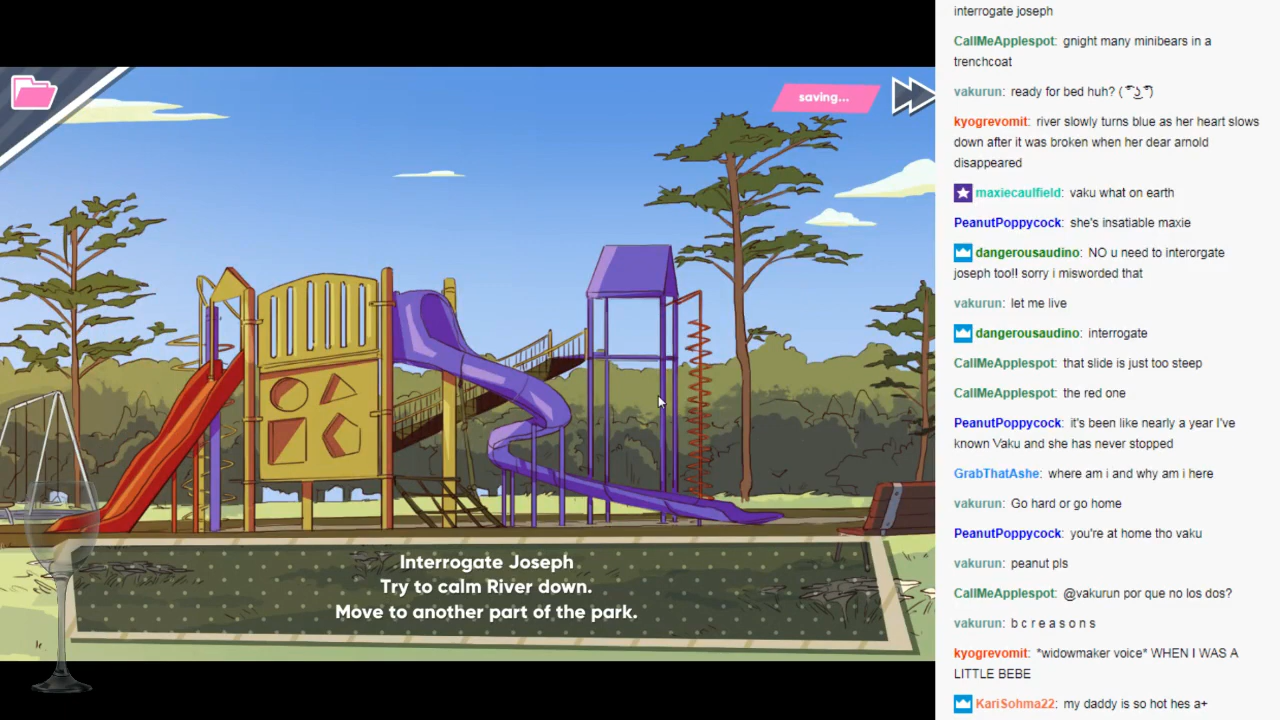 saving...
Interrogate Joseph
Try to calm River down.
Move to another part of the park.
interrogate joseph
CallMeApplespot: gnight many minibears in a
trenchcoat
vakurun: ready for bed huh? ( ͡° ͜ʖ ͡°)
kyogrevomit: river slowly turns blue as her heart slows
down after it was broken when her dear arnold
disappeared
maxiecaulfield: vaku what on earth
PeanutPoppycock: she's insatiable maxie
dangerousaudino: NO u need to interorgate
joseph too!! sorry i misworded that
vakurun: let me live
dangerousaudino: interrogate
CallMeApplespot: that slide is just too steep
CallMeApplespot: the red one
PeanutPoppycock: it's been like nearly a year I've
known Vaku and she has never stopped
GrabThatAshe: where am i and why am i here
vakurun: Go hard or go home
PeanutPoppycock: you're at home tho vaku
vakurun: peanut pls
CallMeApplespot: @vakurun por que no los dos?
vakurun: b c r e a s o n s
kyogrevomit: *widowmaker voice* WHEN I WAS A
LITTLE BEBE
KariSohma22: my daddy is so hot hes a+